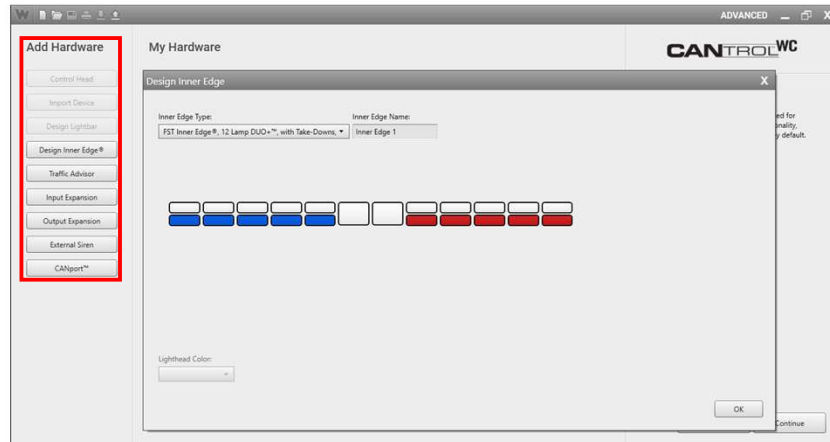 W
ADVANCED
X
Add Hardware
Control Head
Import Device
Design Lightbar
Design Inner Edge®
Traffic Advisor
Input Expansion
Output Expansion
External Siren
CANport™
My Hardware
CANTROLWC
Design Inner Edge
X
Inner Edge Type:
FST Inner Edge®, 12 Lamp DUO+™, with Take-Downs,
Inner Edge Name:
Inner Edge 1
Lighthead Color:
OK
ed for
onality,
y default.
Continue